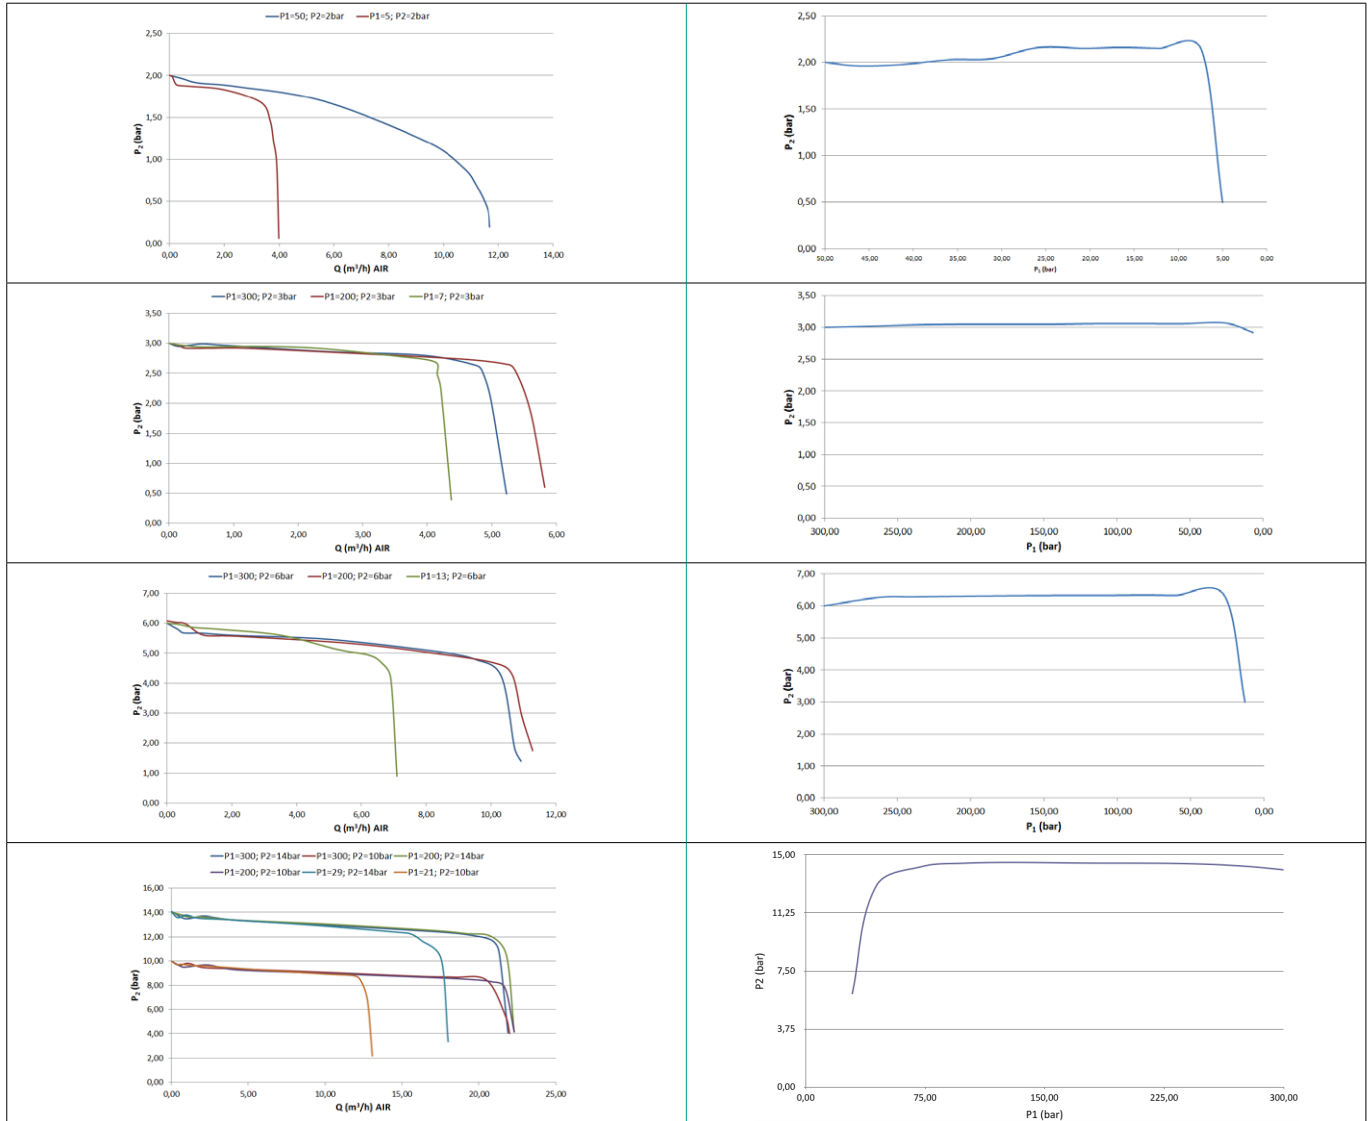 P1=50; P2=2bar P1=5; P2=2bar
2,50
2,00
1,50
1,00
0,50
0,00
P2 (bar)
0,00 2,00 4,00 6,00 8,00 10,00 12,00 14,00
Q (m³/h) AIR
2,50
2,00
1,50
1,00
0,50
0,00
P2 (bar)
50,00 45,00 40,00 35,00 30,00 25,00 20,00 15,00 10,00 5,00 0,00
P1 (bar)
P1=300; P2=3bar P1=200; P2=3bar P1=7; P2=3bar
3,50
3,00
2,50
2,00
1,50
1,00
0,50
0,00
P2 (bar)
0,00 1,00 2,00 3,00 4,00 5,00 6,00
Q (m³/h) AIR
3,50
3,00
2,50
2,00
1,50
1,00
0,50
0,00
P2 (bar)
300,00 250,00 200,00 150,00 100,00 50,00 0,00
P1 (bar)
P1=300; P2=6bar P1=200; P2=6bar P1=13; P2=6bar
7,00
6,00
5,00
4,00
3,00
2,00
1,00
0,00
P2 (bar)
0,00 2,00 4,00 6,00 8,00 10,00 12,00
Q (m³/h) AIR
7,00
6,00
5,00
4,00
3,00
2,00
1,00
0,00
P2 (bar)
300,00 250,00 200,00 150,00 100,00 50,00 0,00
P1 (bar)
P1=300; P2=14bar P1=300; P2=10bar P1=200; P2=14bar
P1=200; P2=10bar P1=29; P2=14bar P1=21; P2=10bar
16,00
14,00
12,00
10,00
8,00
6,00
4,00
2,00
0,00
P2 (bar)
0,00 5,00 10,00 15,00 20,00 25,00
Q (m³/h) AIR
15,00
11,25
7,50
3,75
0,00
P2 (bar)
0,00 75,00 150,00 225,00 300,00
P1 (bar)